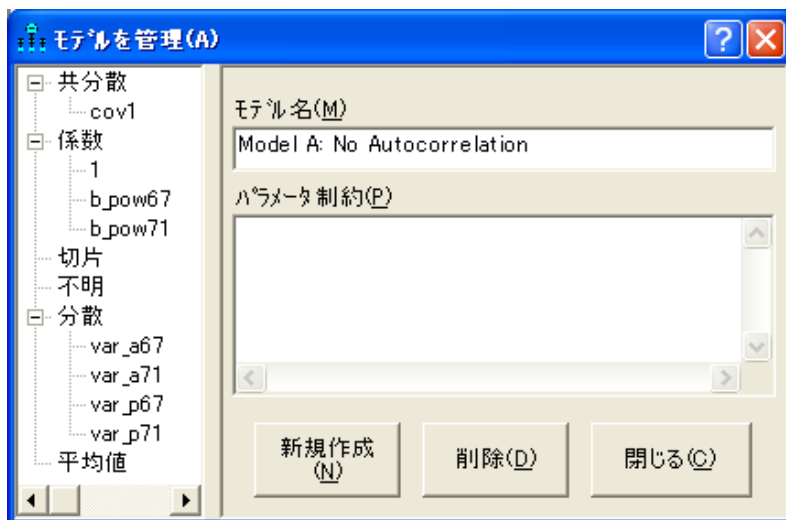 モデルを管理(A)
共分散
cov1
係数
1
b_pow67
b_pow71
切片
不明
分散
var_a67
var_a71
var_p67
var_p71
平均値
モデル名(M)
Model A: No Autocorrelation
パラメータ制約(P)
新規作成
(N)
削除(D)
閉じる(C)